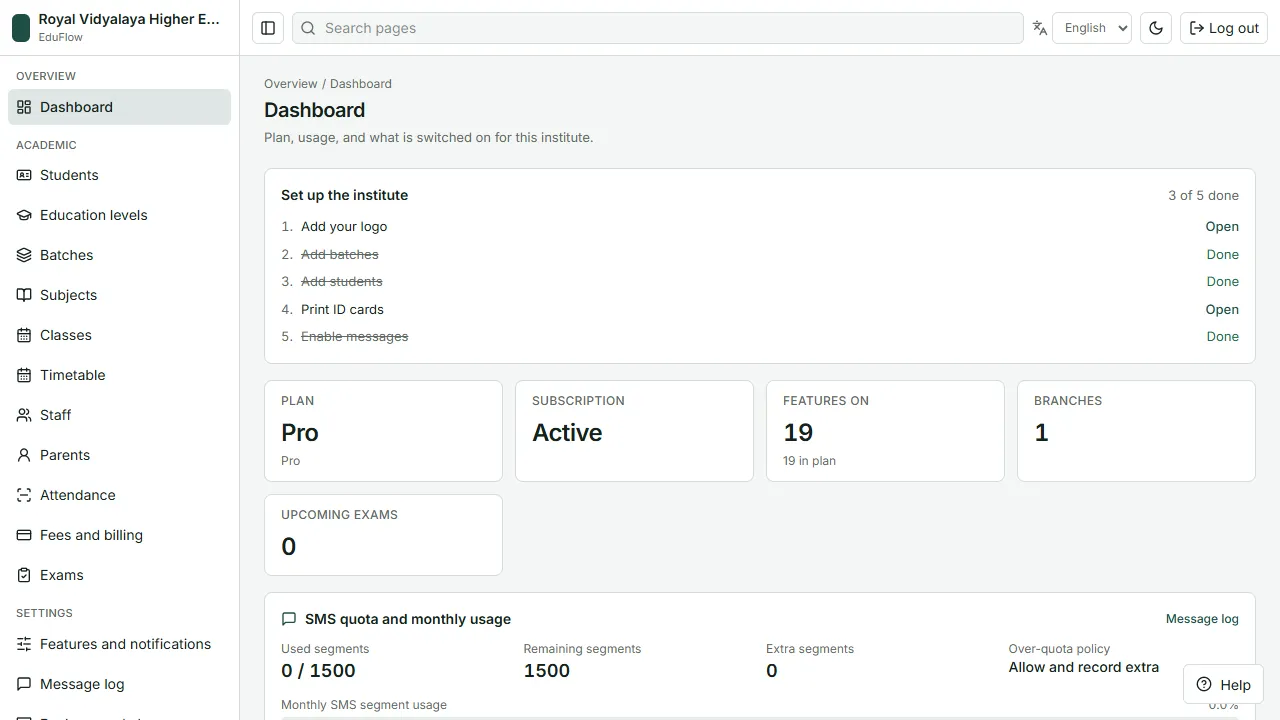 Royal Vidyalaya Higher E...
EduFlow
Search pages
English
Log out
OVERVIEW
Dashboard
ACADEMIC
Students
Education levels
Batches
Subjects
Classes
Timetable
Staff
Parents
Attendance
Fees and billing
Exams
SETTINGS
Features and notifications
Message log
Overview / Dashboard
Dashboard
Plan, usage, and what is switched on for this institute.
Set up the institute
3 of 5 done
1. Add your logo
Open
2. Add batches
Done
3. Add students
Done
4. Print ID cards
Open
5. Enable messages
Done
PLAN
Pro
Pro
SUBSCRIPTION
Active
FEATURES ON
19
19 in plan
BRANCHES
1
UPCOMING EXAMS
0
SMS quota and monthly usage
Message log
Used segments
0 / 1500
Remaining segments
1500
Extra segments
0
Over-quota policy
Allow and record extra
Monthly SMS segment usage
Help